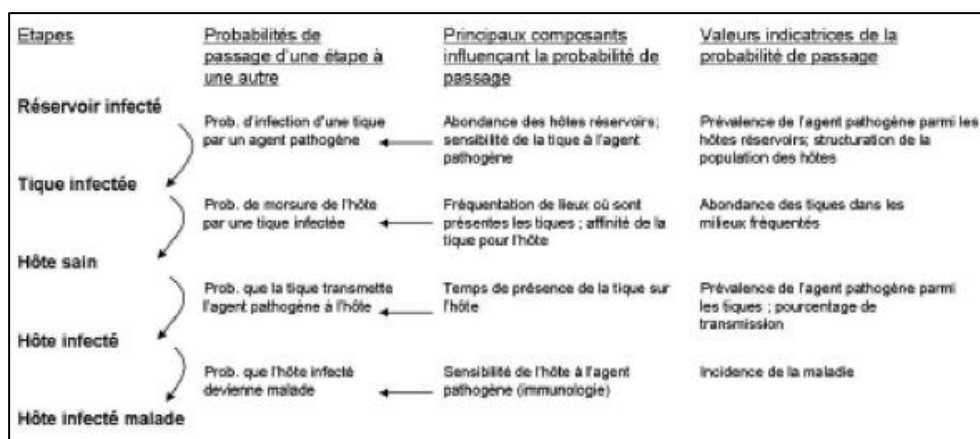 Etapes
Probabilités de
passage d'une étape à
une autre
Principaux composants
influençant la probabilité de
passage
Valeurs indicatrices de la
probabilité de passage
Réservoir infecté
Prob. d'infection d'une tique
par un agent pathogène
Abondance des hôtes réservoirs;
sensibilité de la tique à l'agent
pathogène
Prévalence de l'agent pathogène parmi
les hôtes réservoirs; structuration de la
population des hôtes
Tique infectée
Prob. de morsure de l'hôte
par une tique infectée
Fréquentation de lieux où sont
présentes les tiques ; affinité de la
tique pour l'hôte
Abondance des tiques dans les
milieux fréquentés
Hôte sain
Prob. que la tique transmette
l'agent pathogène à l'hôte
Temps de présence de la tique sur
l'hôte
Prévalence de l'agent pathogène parmi
les tiques ; pourcentage de
transmission
Hôte infecté
Prob. que l'hôte infecté
devienne malade
Sensibilité de l'hôte à l'agent
pathogène (immunologie)
Incidence de la maladie
Hôte infecté malade